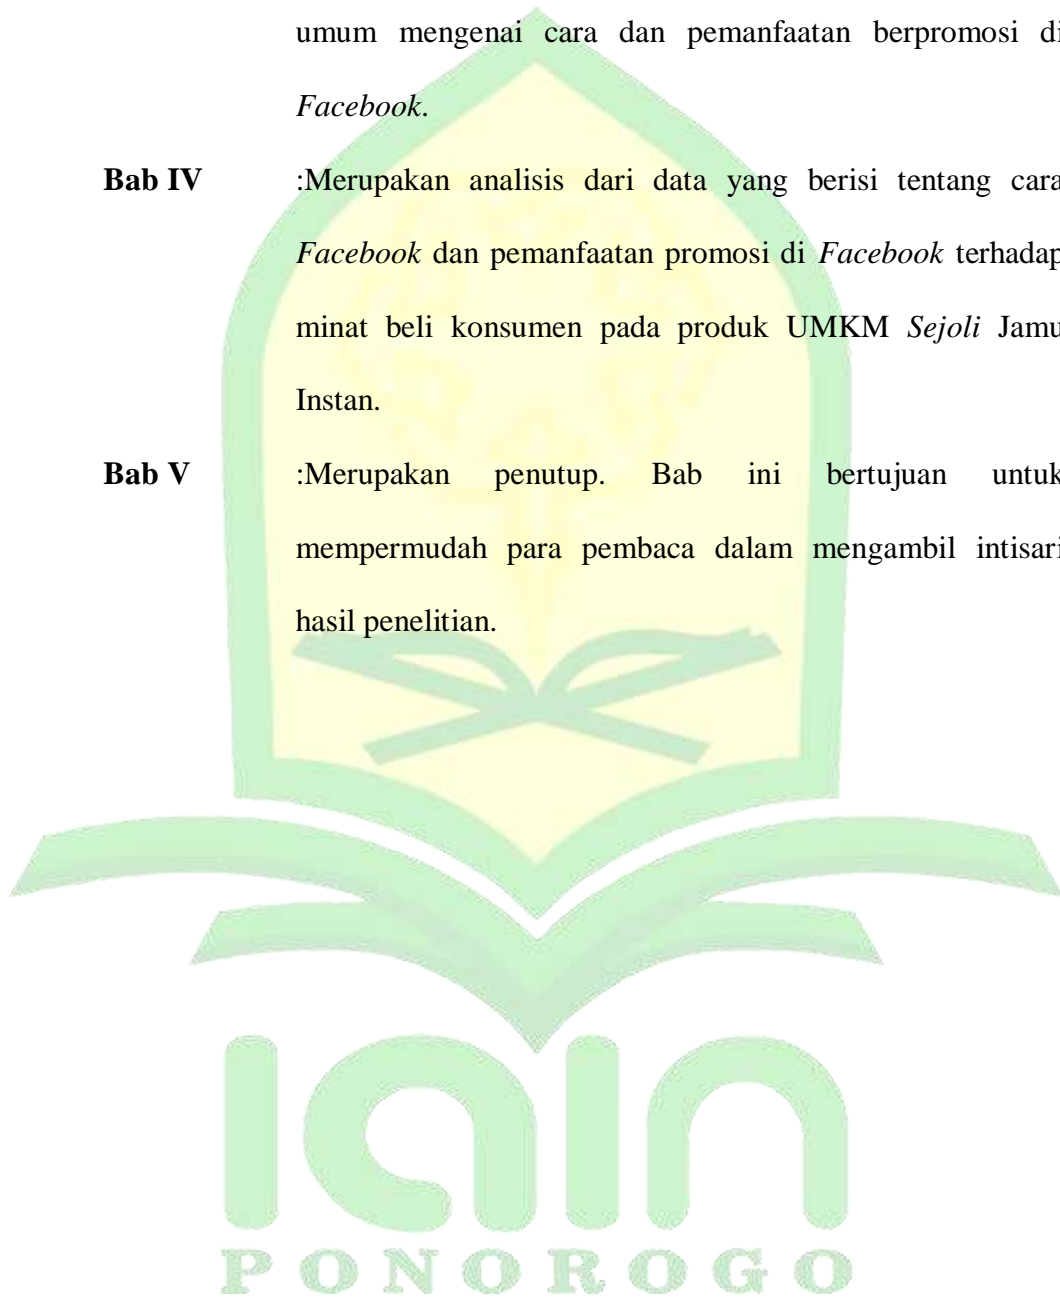 umum mengenai cara dan pemanfaatan berpromosi di
Facebook.
Bab IV :Merupakan analisis dari data yang berisi tentang cara
Facebook dan pemanfaatan promosi di Facebook terhadap
minat beli konsumen pada produk UMKM Sejoli Jamu
Instan.
Bab V :Merupakan penutup. Bab ini bertujuan untuk
mempermudah para pembaca dalam mengambil intisari
hasil penelitian.
iain
PONOROGO